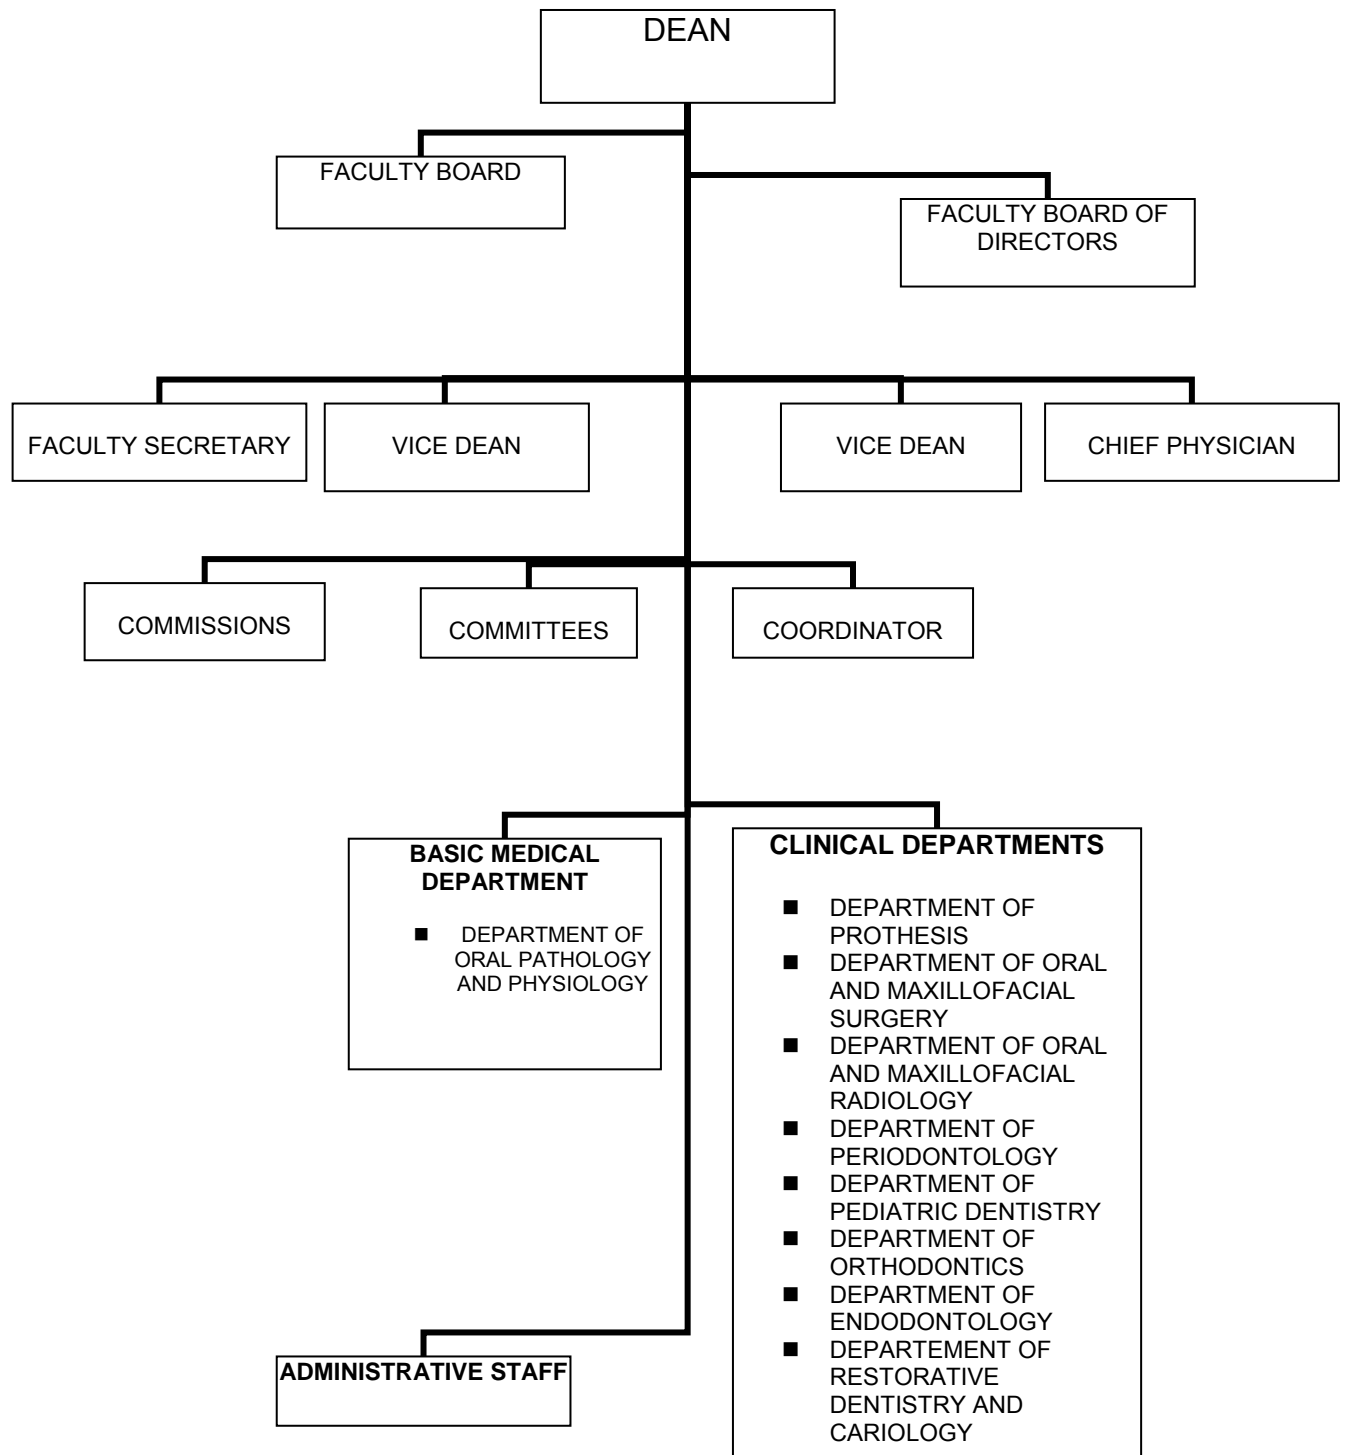 DEAN
FACULTY BOARD
FACULTY BOARD OF
DIRECTORS
FACULTY SECRETARY
VICE DEAN
VICE DEAN
CHIEF PHYSICIAN
COMMISSIONS
COMMITTEES
COORDINATOR
BASIC MEDICAL
DEPARTMENT
■ DEPARTMENT OF
ORAL PATHOLOGY
AND PHYSIOLOGY
CLINICAL DEPARTMENTS
■ DEPARTMENT OF
PROTHESIS
■ DEPARTMENT OF ORAL
AND MAXILLOFACIAL
SURGERY
■ DEPARTMENT OF ORAL
AND MAXILLOFACIAL
RADIOLOGY
■ DEPARTMENT OF
PERIODONTOLOGY
■ DEPARTMENT OF
PEDIATRIC DENTISTRY
■ DEPARTMENT OF
ORTHODONTICS
■ DEPARTMENT OF
ENDODONTOLOGY
■ DEPARTEMENT OF
RESTORATIVE
DENTISTRY AND
CARIOLOGY
ADMINISTRATIVE STAFF